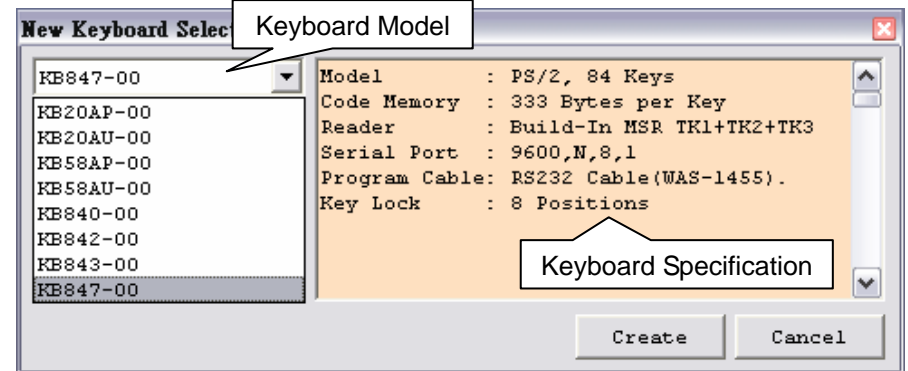 New Keyboard Selec
Keyboard Model
KB847-00
KB20AP-00
KB20AU-00
KB58AP-00
KB58AU-00
KB840-00
KB842-00
KB843-00
KB847-00
Model : PS/2, 84 Keys
Code Memory : 333 Bytes per Key
Reader : Build-In MSR TK1+TK2+TK3
Serial Port : 9600,N,8,1
Program Cable: RS232 Cable(WAS-1455).
Key Lock : 8 Positions
Keyboard Specification
Create
Cancel